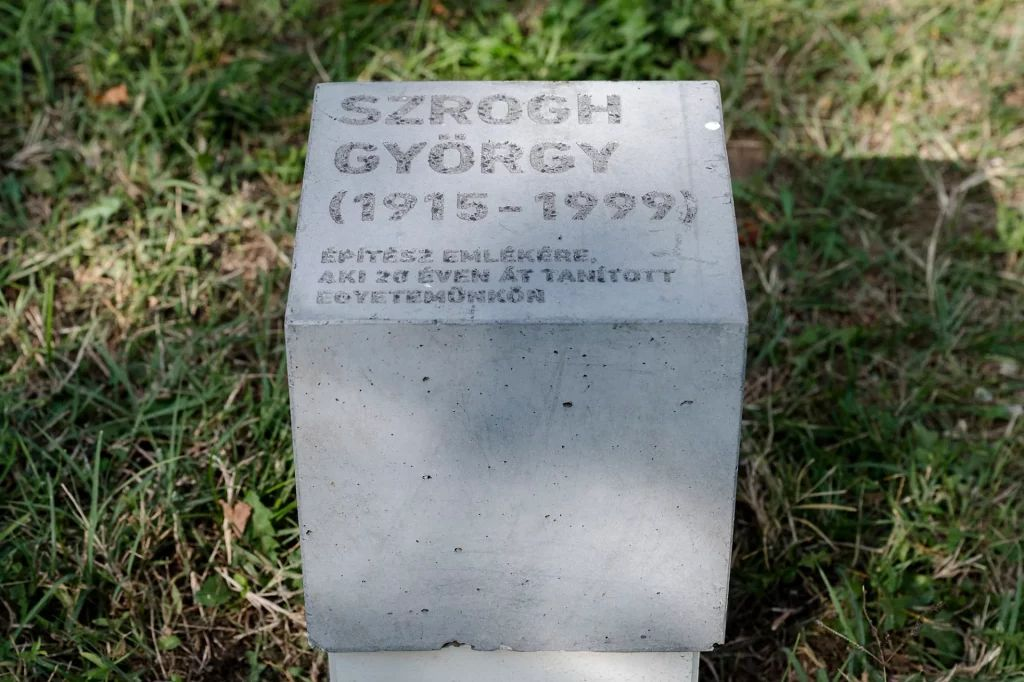 SZROGH
GYÖRGY
(1915-1999)
ÉPÍTÉSZ EMLÉKÉRE,
AKI 20 ÉVEN ÁT TANÍTOTT
EGYETEMÜNKÖN